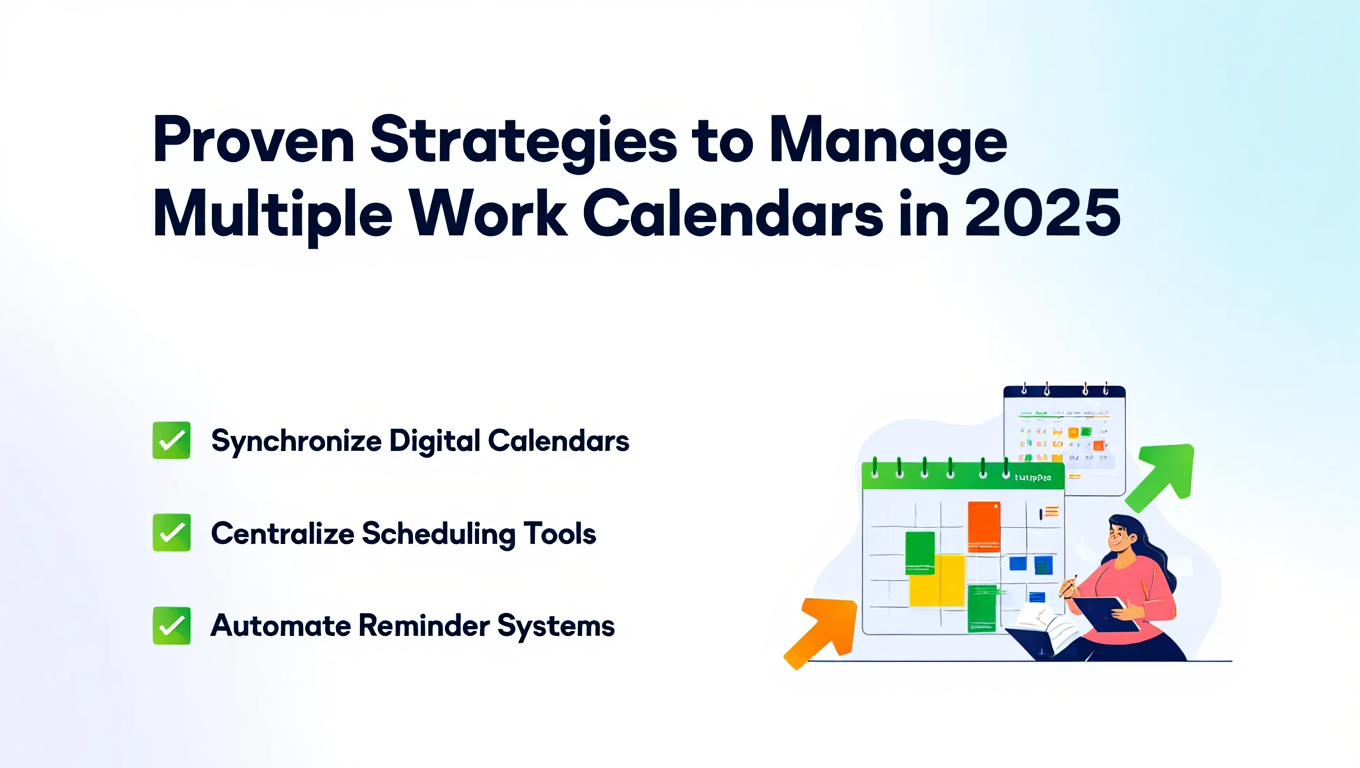 Proven Strategies to Manage
Multiple Work Calendars in 2025
Synchronize Digital Calendars
Centralize Scheduling Tools
Automate Reminder Systems